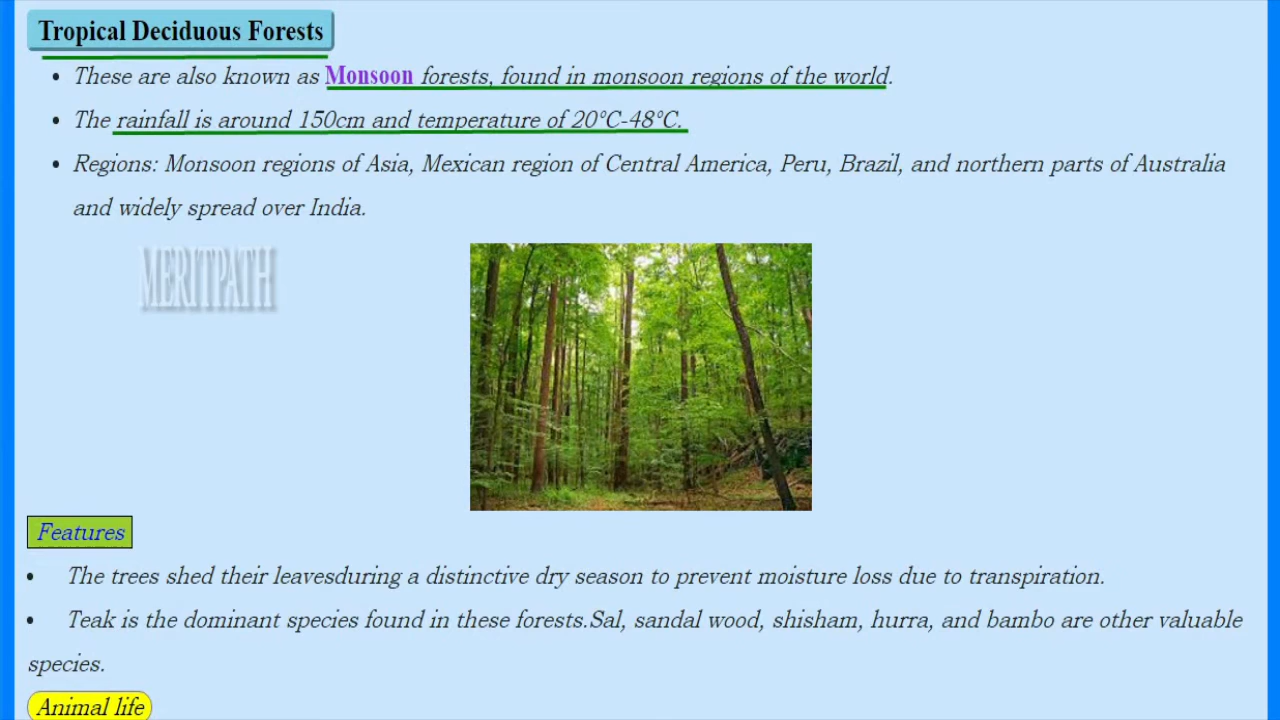 Tropical Deciduous Forests
• These are also known as Monsoon forests, found in monsoon regions of the world.
• The rainfall is around 150cm and temperature of 20°C-48°C.
• Regions: Monsoon regions of Asia, Mexican region of Central America, Peru, Brazil, and northern parts of Australia
and widely spread over India.
MERITPATH
Features
• The trees shed their leavesduring a distinctive dry season to prevent moisture loss due to transpiration.
• Teak is the dominant species found in these forests.Sal, sandal wood, shisham, hurra, and bambo are other valuable
species.
Animal life